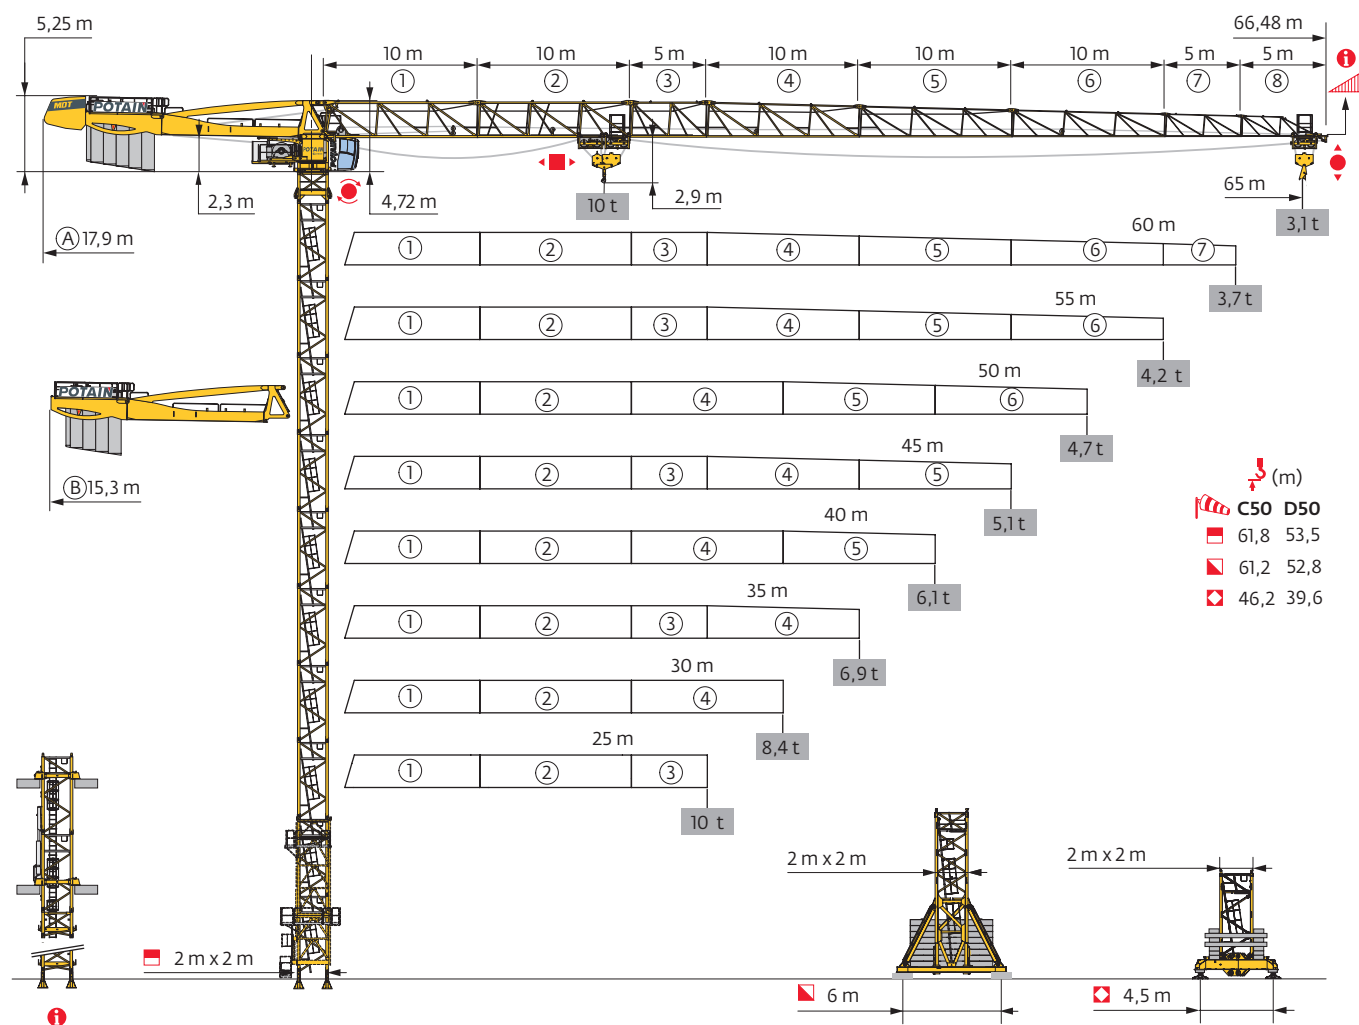 5,25 m
66,48 m
10 m 10 m 5 m 10 m 10 m 10 m 5 m 5 m
1 2 3 4 5 6 7 8
i
MDT POTAIN
POTAIN
2,3 m
4,72 m
10 t
2,9 m
65 m
3,1 t
A 17,9 m
60 m
1 2 3 4 5 6 7
3,7 t
55 m
1 2 3 4 5 6
4,2 t
50 m
POTAIN
1 2 4 5 6
4,7 t
45 m
1 2 3 4 5
5,1 t
B 15,3 m
(m)
C50 D50
61,8 53,5
61,2 52,8
46,2 39,6
40 m
1 2 4 5
6,1 t
35 m
1 2 3 4
6,9 t
30 m
1 2 4
8,4 t
25 m
1 2 3
10 t
2 m x 2 m
2 m x 2 m
2 m x 2 m
6 m
4,5 m
i